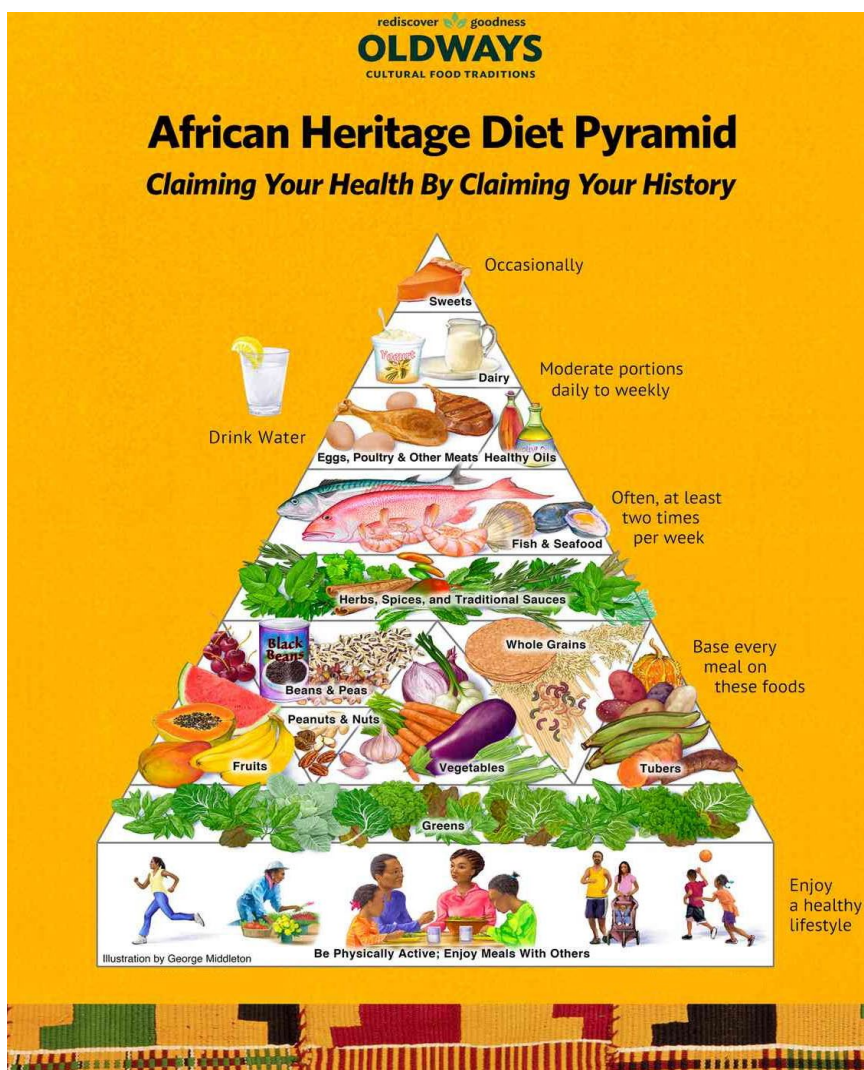 rediscover goodness
OLDWAYS
CULTURAL FOOD TRADITIONS
African Heritage Diet Pyramid
Claiming Your Health By Claiming Your History
Occasionally
Sweets
Yogurt
Dairy
Moderate portions
daily to weekly
Drink Water
Eggs, Poultry & Other Meats
Healthy Oils
Often, at least
two times
per week
Fish & Seafood
Herbs, Spices, and Traditional Sauces
Black
Beans
Beans & Peas
Whole Grains
Base every
meal on
these foods
Peanuts & Nuts
Fruits
Vegetables
Tubers
Greens
Enjoy
a healthy
lifestyle
Be Physically Active; Enjoy Meals With Others
Illustration by George Middleton